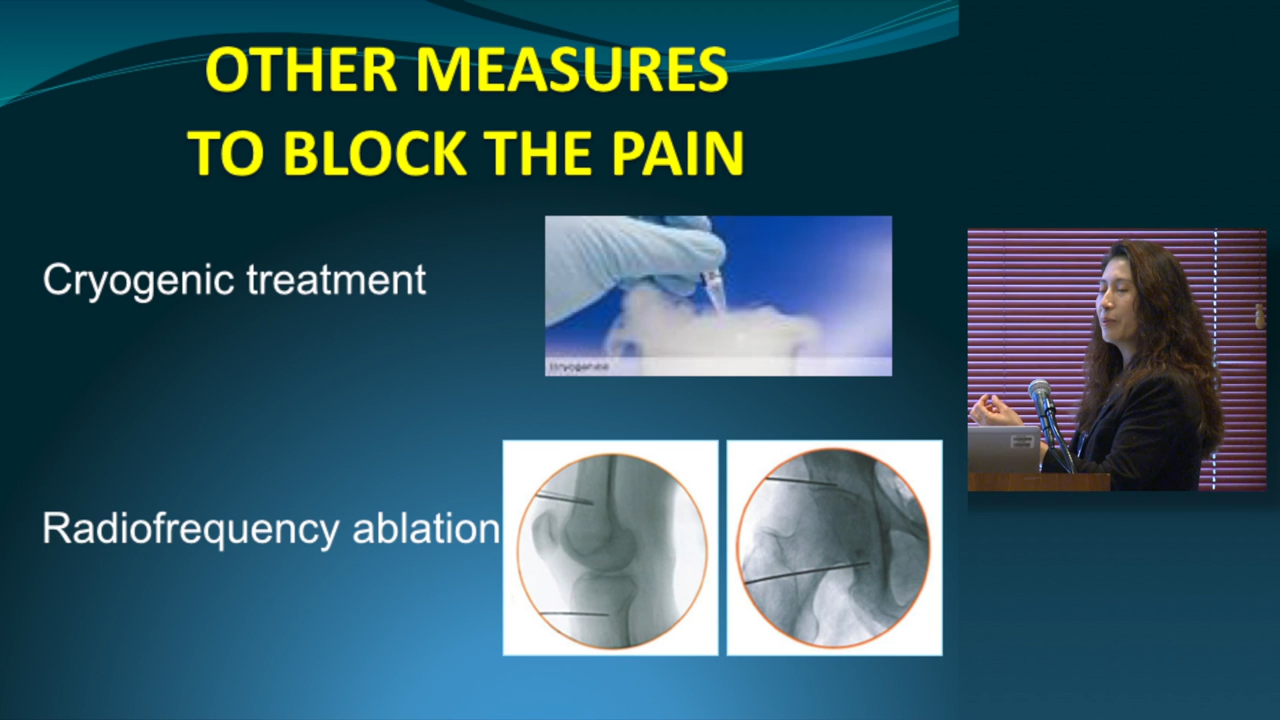 OTHER MEASURES
TO BLOCK THE PAIN
Cryogenic treatment
Radiofrequency ablation